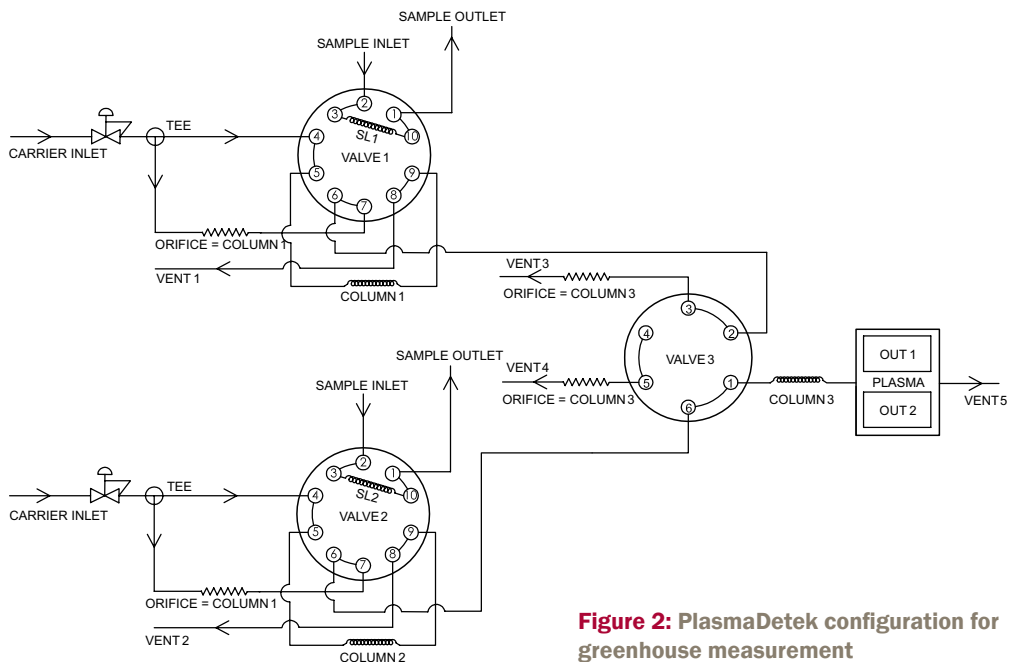 SAMPLE OUTLET
SAMPLE INLET
2
3
1
SL1
10
TEE
4
VALVE 1
CARRIER INLET
5
9
6
8
7
ORIFICE = COLUMN 1
VENT 1
COLUMN 1
VENT 3
ORIFICE = COLUMN 3
3
4
2
VALVE 3
OUT 1
SAMPLE OUTLET
VENT4
5
1
PLASMA
ORIFICE = COLUMN 3
COLUMN 3
VENT 5
6
OUT 2
SAMPLE INLET
2
3
1
SL2
10
TEE
4
VALVE 2
CARRIER INLET
5
9
6
8
7
ORIFICE = COLUMN 1
VENT 2
COLUMN 2
Figure 2: PlasmaDetek configuration for
greenhouse measurement